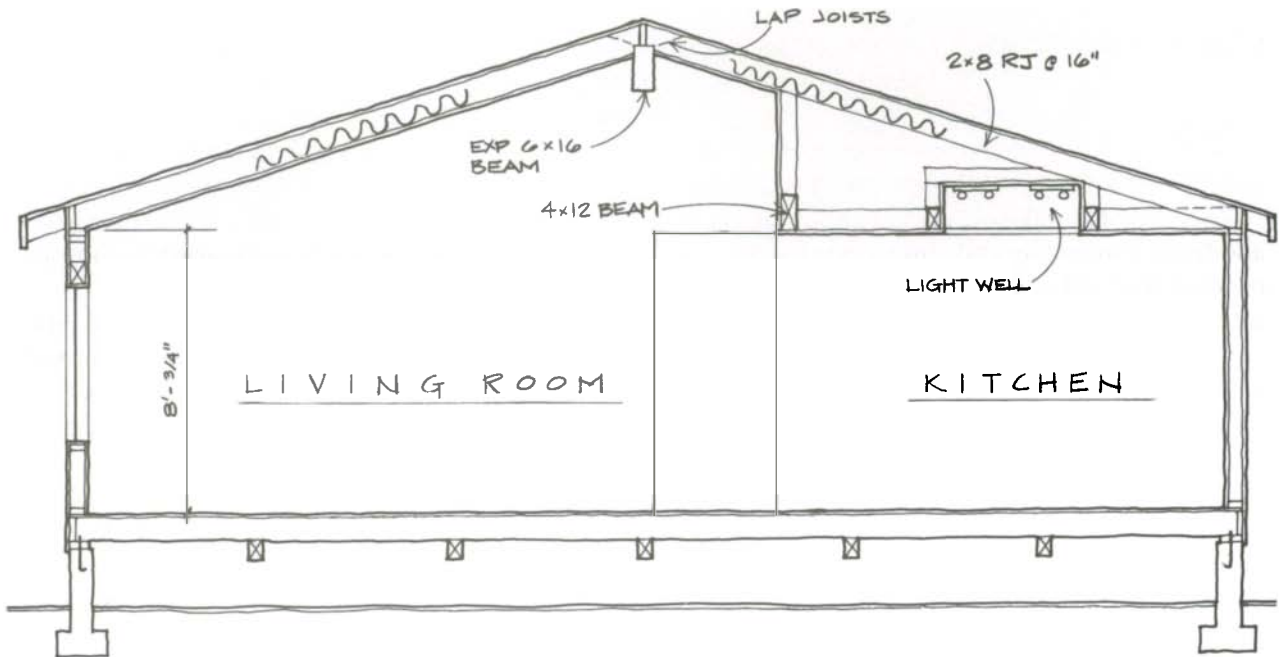 LAP JOISTS
2x8 RJ @ 16"
EXP 6x16
BEAM
4x12 BEAM
LIGHT WELL
8'-3/4"
LIVING ROOM
KITCHEN